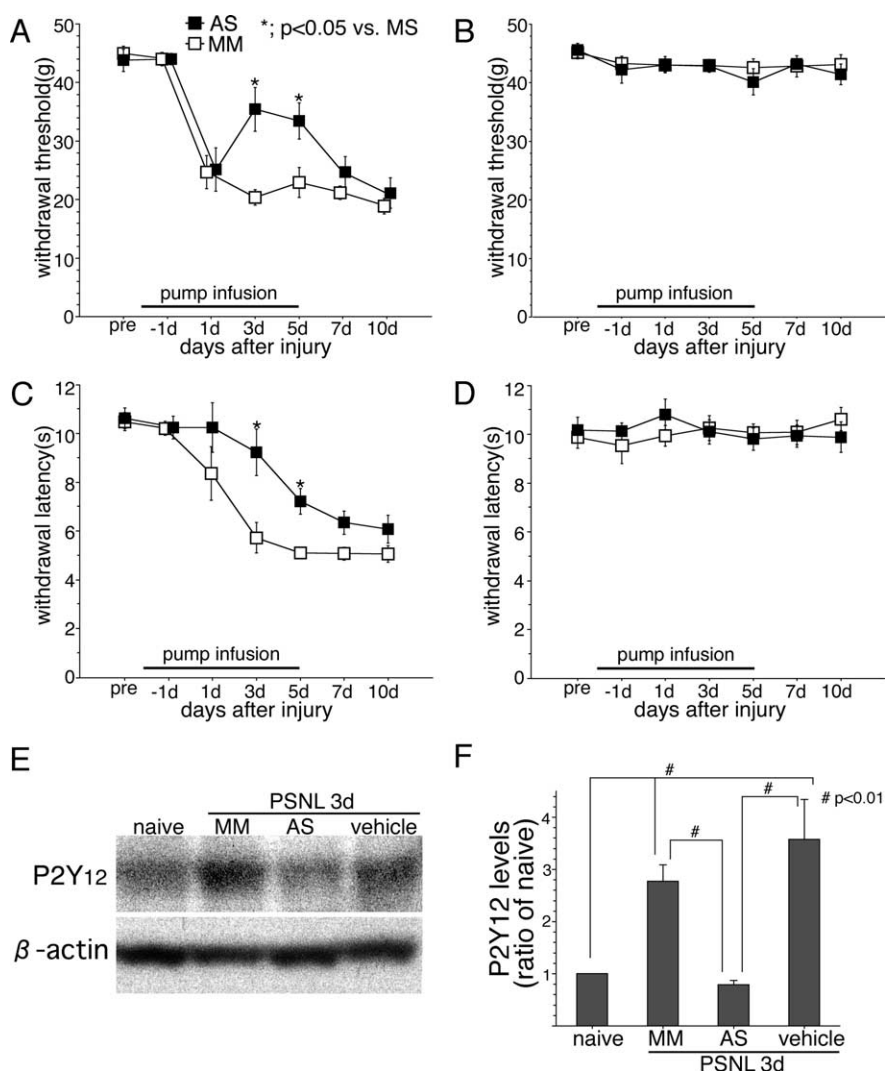 A
AS
MM
*; p<0.05 vs. MS
withdrawal threshold(g)
50
40
30
20
10
0
*
*
pump infusion
pre -1d 1d 3d 5d 7d 10d
days after injury
B
withdrawal threshold(g)
50
40
30
20
10
0
pump infusion
pre -1d 1d 3d 5d 7d 10d
days after injury
C
withdrawal latency(s)
12
10
8
6
4
2
0
*
*
pump infusion
pre -1d 1d 3d 5d 7d 10d
days after injury
D
withdrawal latency(s)
12
10
8
6
4
2
0
pump infusion
pre -1d 1d 3d 5d 7d 10d
days after injury
E
PSNL 3d
naive MM AS vehicle
P2Y12
β-actin
F
#
# p<0.01
#
#
P2Y12 levels
(ratio of naive)
4
3
2
1
naive MM AS vehicle
PSNL 3d